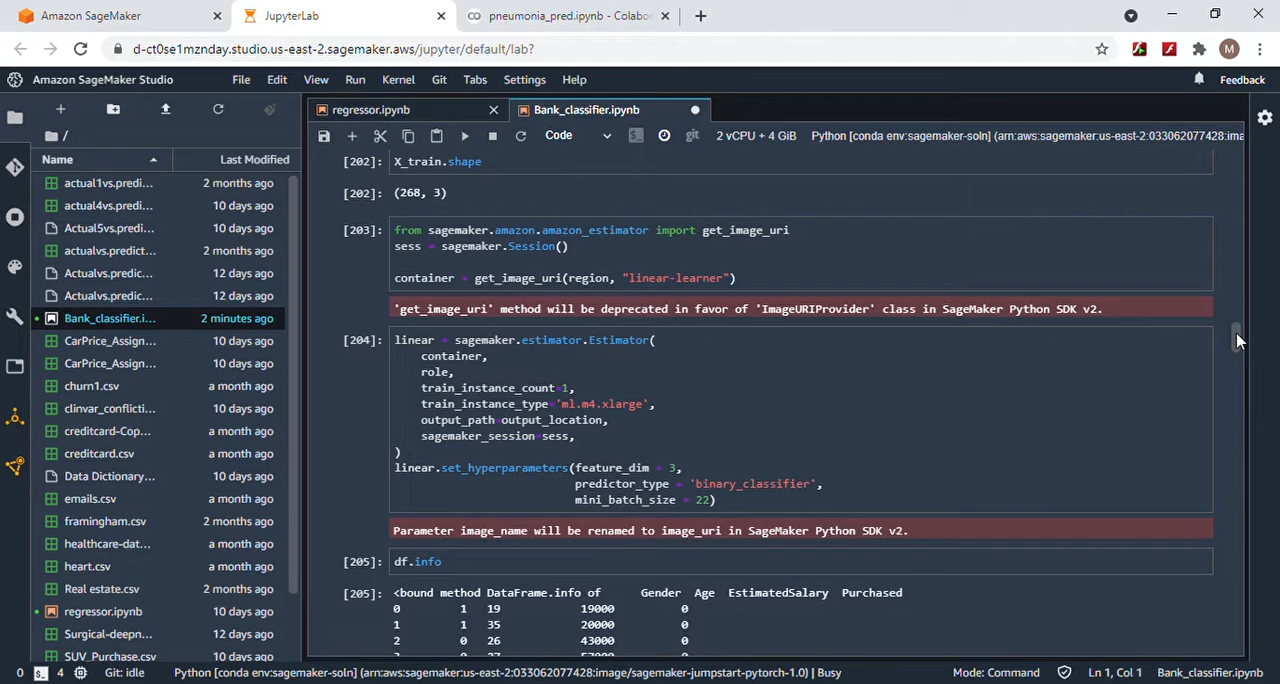 Amazon SageMaker
JupyterLab
pneumonia_pred.ipynb - Colabo
d-ct0se1mznday.studio.us-east-2.sagemaker.aws/jupyter/default/lab?
M
Amazon SageMaker Studio
File Edit View Run Kernel Git Tabs Settings Help
Feedback
regressor.ipynb
Bank_classifier.ipynb
Code
git
2 vCPU + 4 GiB
Python [conda env:sagemaker-soln] (arn:aws:sagemaker:us-east-2:033062077428:ima
/
Name Last Modified
actual1vs.predi... 2 months ago
actual4vs.predi... 10 days ago
Actual5vs.predi... 10 days ago
actualvs.predict... 2 months ago
Actualvs.predic... 12 days ago
Actualvs.predic... 12 days ago
Bank_classifier.i... 2 minutes ago
CarPrice_Assign... 10 days ago
CarPrice_Assign... 10 days ago
churn1.csv a month ago
clinvar_conflicti... 10 days ago
creditcard-Cop... a month ago
creditcard.csv a month ago
Data Dictionary... 10 days ago
emails.csv a month ago
framingham.csv 2 months ago
healthcare-dat... a month ago
heart.csv a month ago
Real estate.csv 2 months ago
regressor.ipynb 10 days ago
Surgical-deepn... a month ago
SUV_Purchase.csv a month ago
[202]: X_train.shape
[202]: (268, 3)
[203]: from sagemaker.amazon.amazon_estimator import get_image_uri
sess = sagemaker.Session()
container = get_image_uri(region, "linear-learner")
'get_image_uri' method will be deprecated in favor of 'ImageURIProvider' class in SageMaker Python SDK v2.
[204]: linear = sagemaker.estimator.Estimator(
container,
role,
train_instance_count=1,
train_instance_type='ml.m4.xlarge',
output_path=output_location,
sagemaker_session=sess,
)
linear.set_hyperparameters(feature_dim = 3,
predictor_type = 'binary_classifier',
mini_batch_size = 22)
Parameter image_name will be renamed to image_uri in SageMaker Python SDK v2.
[205]: df.info
[205]: <bound method DataFrame.info of Gender Age EstimatedSalary Purchased
0 1 19 19000 0
1 1 35 20000 0
2 0 26 43000 0
0 4 Git: idle Python [conda env:sagemaker-soln] (arn:aws:sagemaker:us-east-2:033062077428:image/sagemaker-jumpstart-pytorch-1.0) | Busy Mode: Command Ln 1, Col 1 Bank_classifier.ipynb